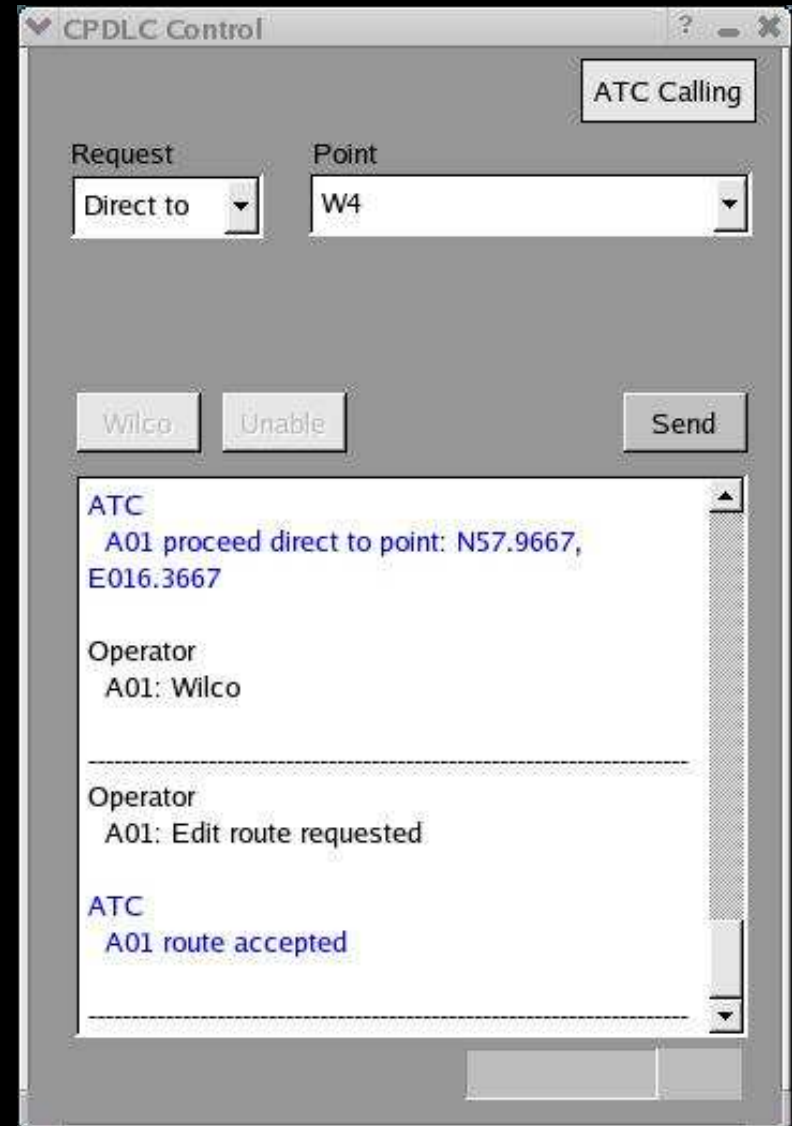 CPDLC Control ?
ATC Calling
Request Point
Direct to W4
Wilco Unable Send
ATC
A01 proceed direct to point: N57.9667,
E016.3667
Operator
A01: Wilco
------------------------------------------------------------
Operator
A01: Edit route requested
ATC
A01 route accepted
------------------------------------------------------------